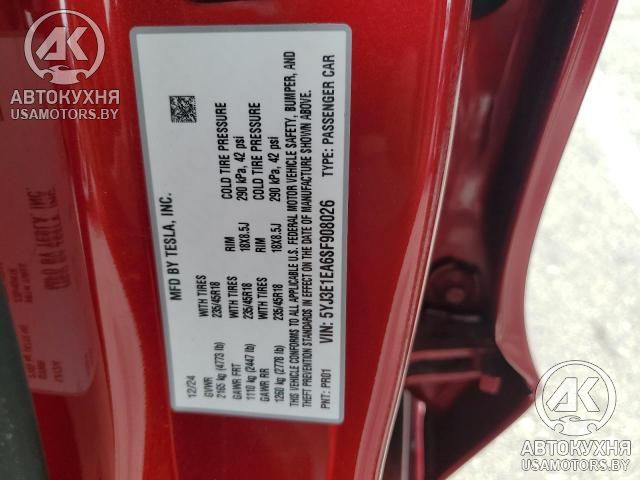 АК
АВТОКУХНЯ
USAMOTORS.BY
MFD BY TESLA, INC.
12/24
GVWR WITH TIRES RIM COLD TIRE PRESSURE
2165 kg (4773 lb) 235/45R18 18X8.5J 290 kPa, 42 psi
GAWR FRT WITH TIRES RIM COLD TIRE PRESSURE
1110 kg (2447 lb) 235/45R18 18X8.5J 290 kPa, 42 psi
GAWR RR WITH TIRES RIM COLD TIRE PRESSURE
1260 kg (2778 lb) 235/45R18 18X8.5J 290 kPa, 42 psi
THIS VEHICLE CONFORMS TO ALL APPLICABLE U.S. FEDERAL MOTOR VEHICLE SAFETY, BUMPER, AND
THEFT PREVENTION STANDARDS IN EFFECT ON THE DATE OF MANUFACTURE SHOWN ABOVE.
VIN: 5YJ3E1EA6SF908026
PNT: PR01 TYPE: PASSENGER CAR
АК
АВТОКУХНЯ
USAMOTORS.BY